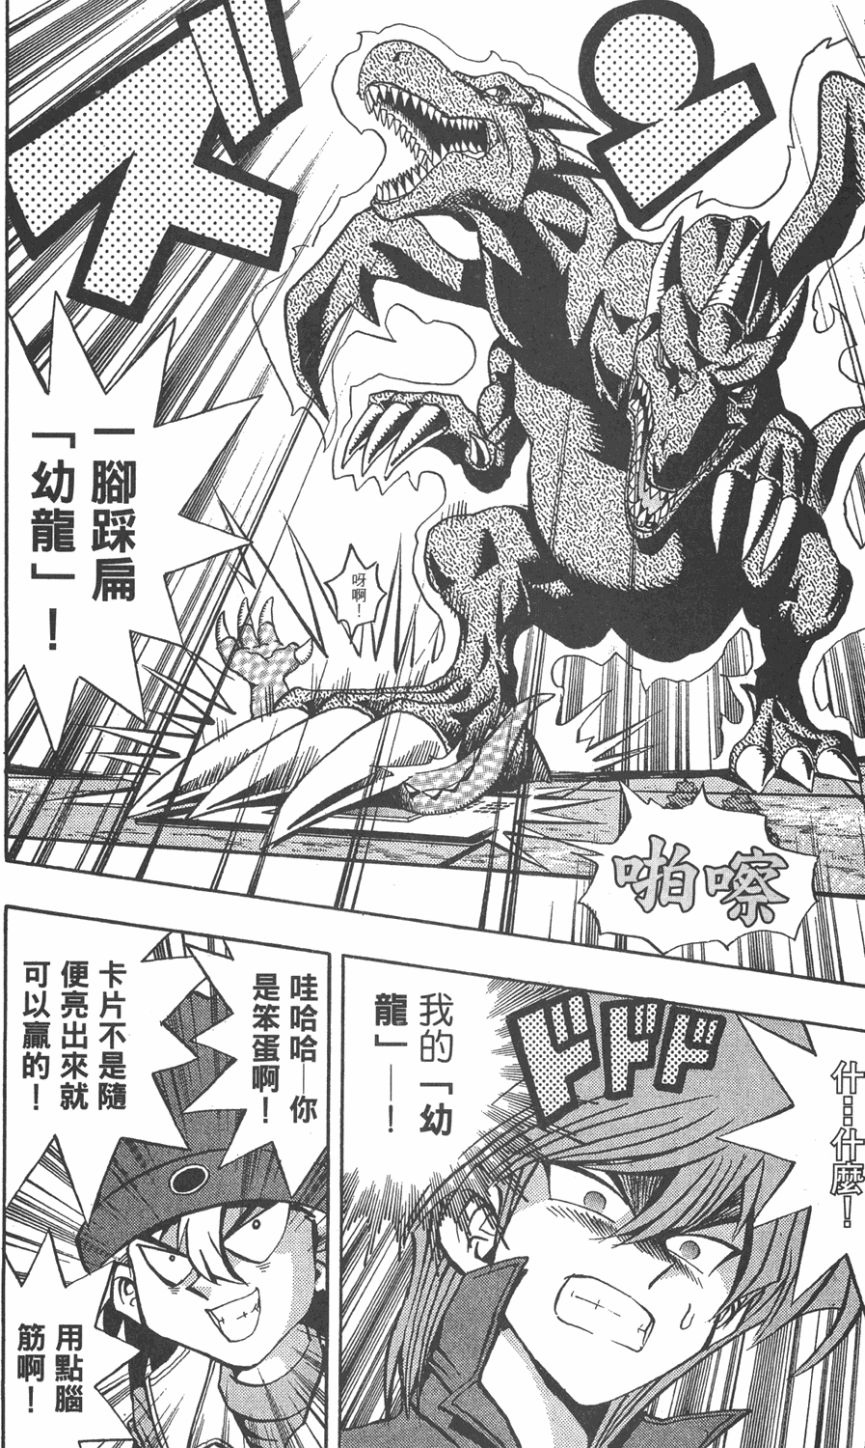 ズン
一腳踩扁
「幼龍」！
呀啊！
啪嚓
什…什麼！
ドドド
我的「幼
龍」—！
哇哈哈—你
是笨蛋啊！
卡片不是隨
便亮出來就
可以贏的！
用點腦
筋啊！